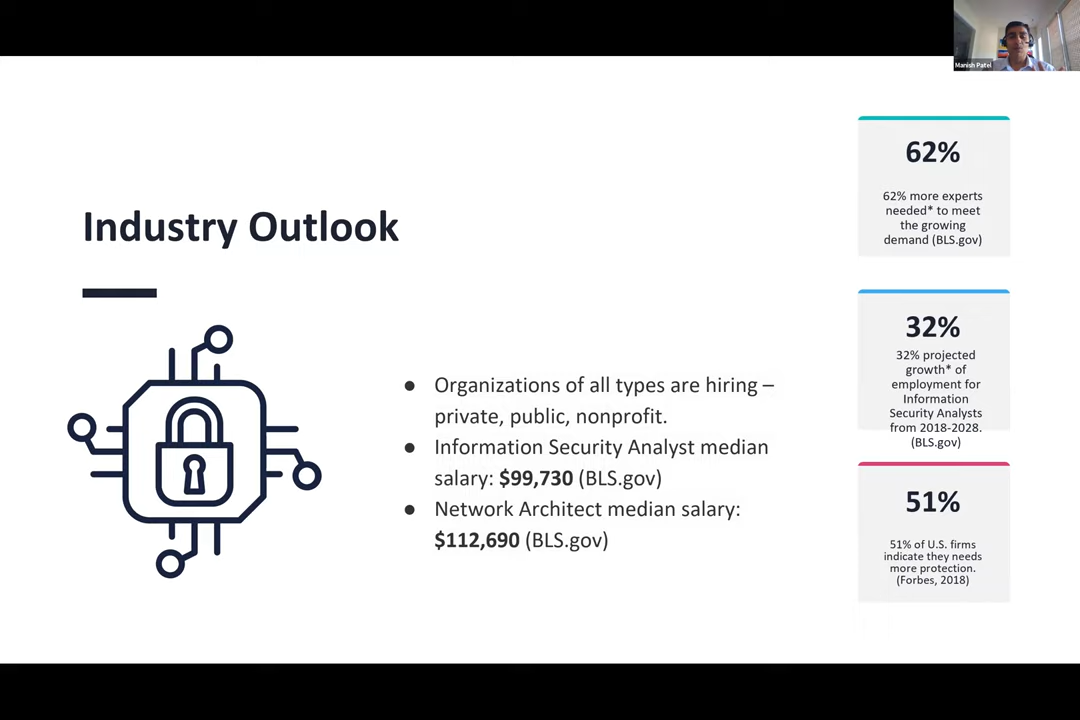 Manish Patel
Industry Outlook
● Organizations of all types are hiring –
private, public, nonprofit.
● Information Security Analyst median
salary: $99,730 (BLS.gov)
● Network Architect median salary:
$112,690 (BLS.gov)
62%
62% more experts
needed* to meet
the growing
demand (BLS.gov)
32%
32% projected
growth* of
employment for
Information
Security Analysts
from 2018-2028.
(BLS.gov)
51%
51% of U.S. firms
indicate they needs
more protection.
(Forbes, 2018)